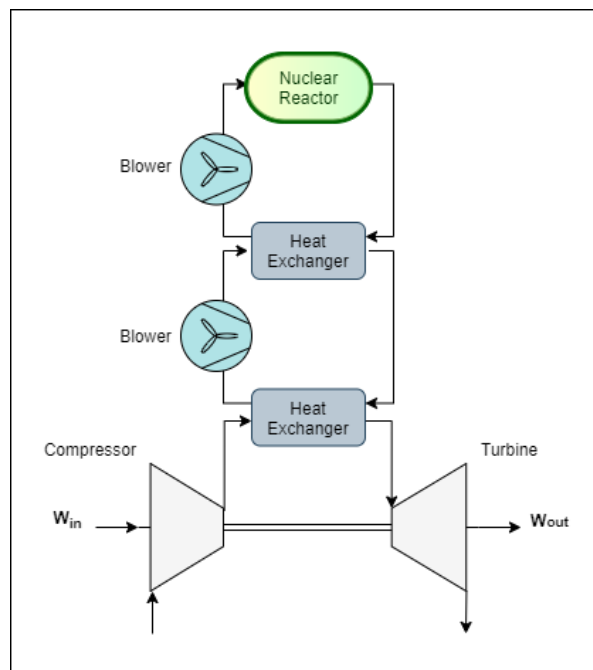 Nuclear
Reactor
Blower
Heat
Exchanger
Blower
Heat
Exchanger
Compressor
Turbine
Win
Wout